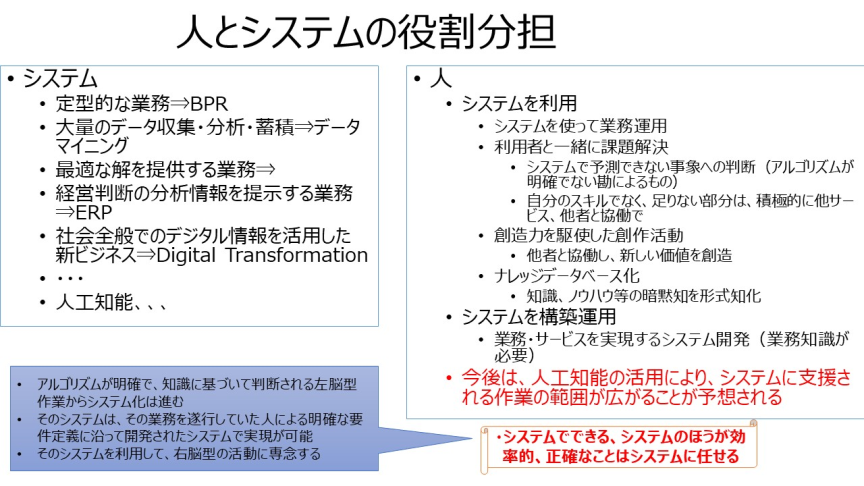 人とシステムの役割分担
• システム
• 定型的な業務⇒BPR
• 大量のデータ収集・分析・蓄積⇒データ
マイニング
• 最適な解を提供する業務⇒
• 経営判断の分析情報を提示する業務
⇒ERP
• 社会全般でのデジタル情報を活用した
新ビジネス⇒Digital Transformation
• ・・・
• 人工知能、、、
• 人
• システムを利用
• システムを使って業務運用
• 利用者と一緒に課題解決
• システムで予測できない事象への判断（アルゴリズムが
明確でない勘によるもの）
• 自分のスキルでなく、足りない部分は、積極的に他サー
ビス、他者と協働で
• 創造力を駆使した創作活動
• 他者と協働し、新しい価値を創造
• ナレッジデータベース化
• 知識、ノウハウ等の暗黙知を形式知化
• システムを構築運用
• 業務・サービスを実現するシステム開発（業務知識が
必要）
• 今後は、人工知能の活用により、システムに支援さ
れる作業の範囲が広がることが予想される
• アルゴリズムが明確で、知識に基づいて判断される左脳型
作業からシステム化は進む
• そのシステムは、その業務を遂行していた人による明確な要
件定義に沿って開発されたシステムで実現が可能
• そのシステムを利用して、右脳型の活動に専念する
・システムでできる、システムのほうが効
率的、正確なことはシステムに任せる